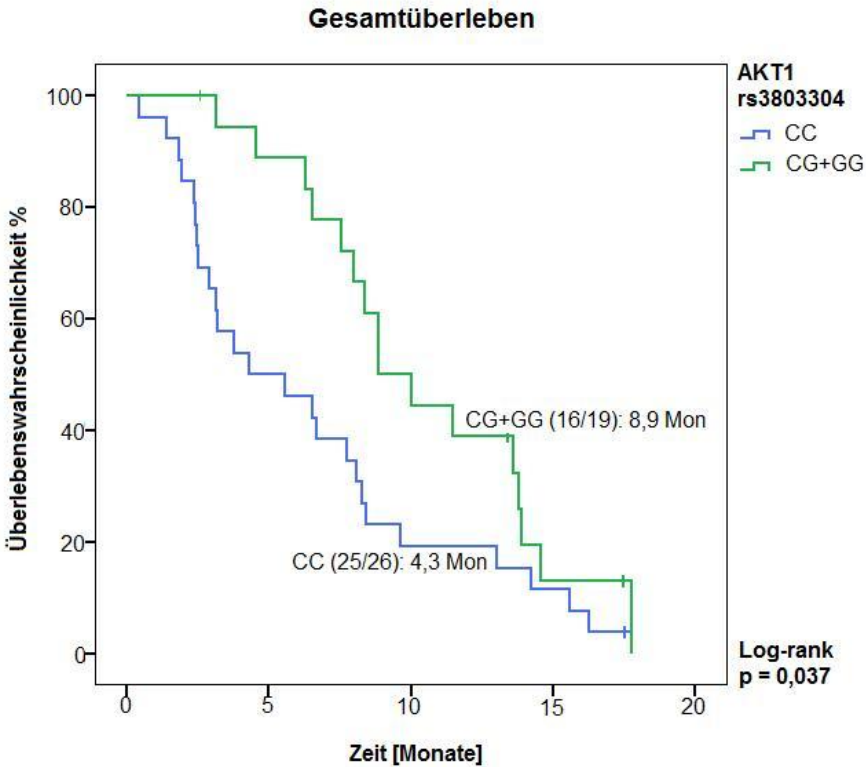 Gesamtüberleben
AKT1
rs3803304
CC
CG+GG
Überlebenswahrscheinlichkeit %
100
80
60
40
20
0
CG+GG (16/19): 8,9 Mon
CC (25/26): 4,3 Mon
Log-rank
p = 0,037
0
5
10
15
20
Zeit [Monate]